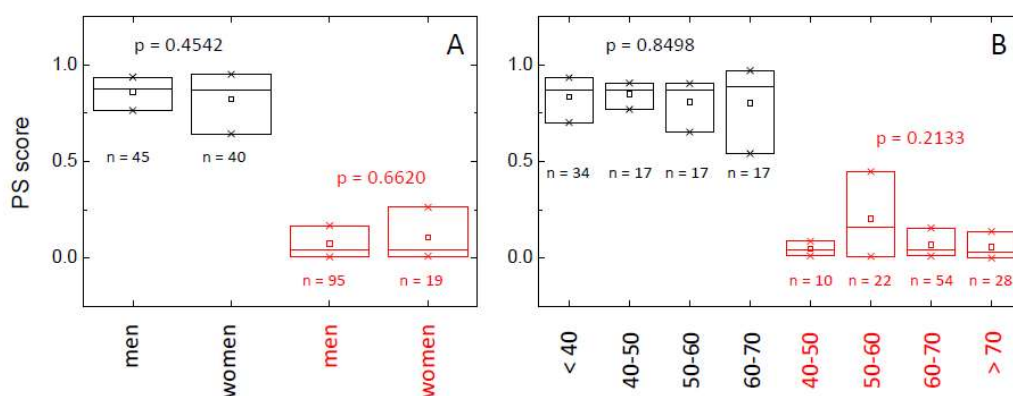 A
p = 0.4542
1.0
n = 45
n = 40
p = 0.6620
0.5
PS score
0.0
n = 95
n = 19
men
women
men
women
B
p = 0.8498
1.0
n = 34
n = 17
n = 17
n = 17
p = 0.2133
0.5
0.0
n = 10
n = 22
n = 54
n = 28
< 40
40-50
50-60
60-70
40-50
50-60
60-70
> 70